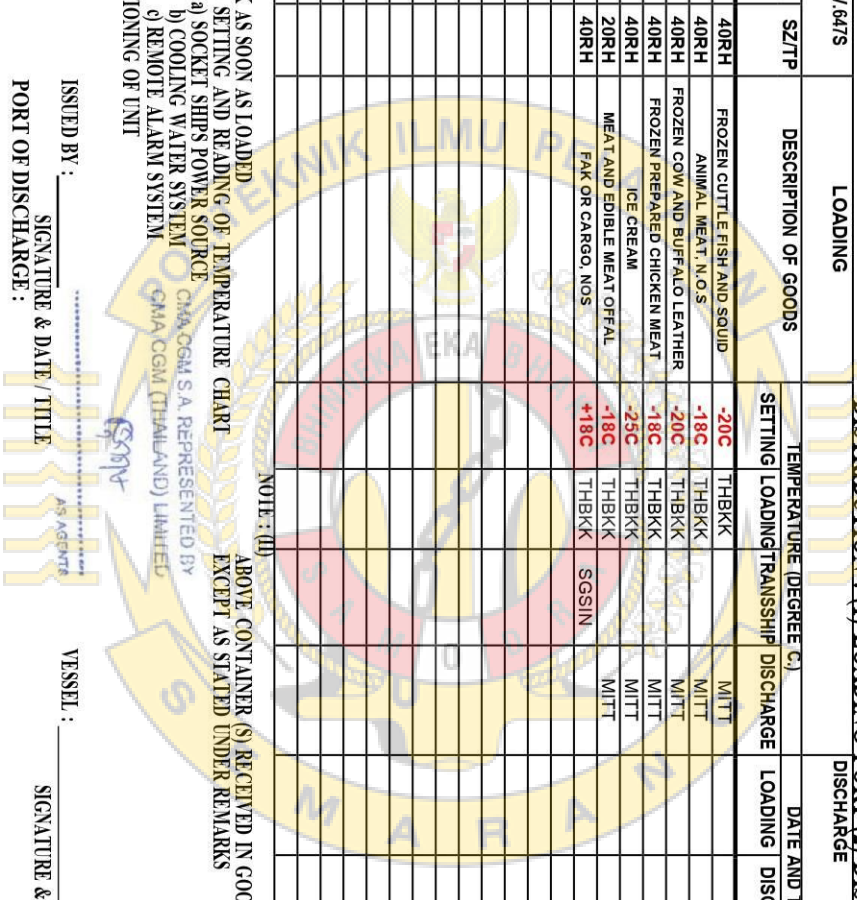 V.647S LOADING DISCHARGE
SZ/TP DESCRIPTION OF GOODS TEMPERATURE (DEGREE C.) DATE AND T
SETTING LOADING TRANSSHIP DISCHARGE LOADING DISC
40RH FROZEN CUTTLE FISH AND SQUID -20C THBKK MITT
40RH ANIMAL MEAT, N.O.S -18C THBKK MITT
40RH FROZEN COW AND BUFFALO LEATHER -20C THBKK MITT
40RH FROZEN PREPARED CHICKEN MEAT -18C THBKK MITT
40RH ICE CREAM -25C THBKK MITT
20RH MEAT AND EDIBLE MEAT OFFAL -18C THBKK MITT
40RH FAK OR CARGO, NOS +18C THBKK SGSIN
NOTE : (II)
K AS SOON AS LOADED ABOVE CONTAINER (S) RECEIVED IN GOO
SETTING AND READING OF TEMPERATURE CHART EXCEPT AS STATED UNDER REMARKS
a) SOCKET SHIPS POWER SOURCE
b) COOLING WATER SYSTEM
c) REMOTE ALARM SYSTEM
IONING OF UNIT
CMA CGM S.A. REPRESENTED BY
CMA CGM (THAILAND) LIMITED
AS AGENTS
ISSUED BY : VESSEL :
SIGNATURE & DATE / TITLE SIGNATURE &
PORT OF DISCHARGE :
POLITEKNIK ILMU PELAYARAN
SEMARANG
BHINNEKA EKA BHAKTI
SAMODRA